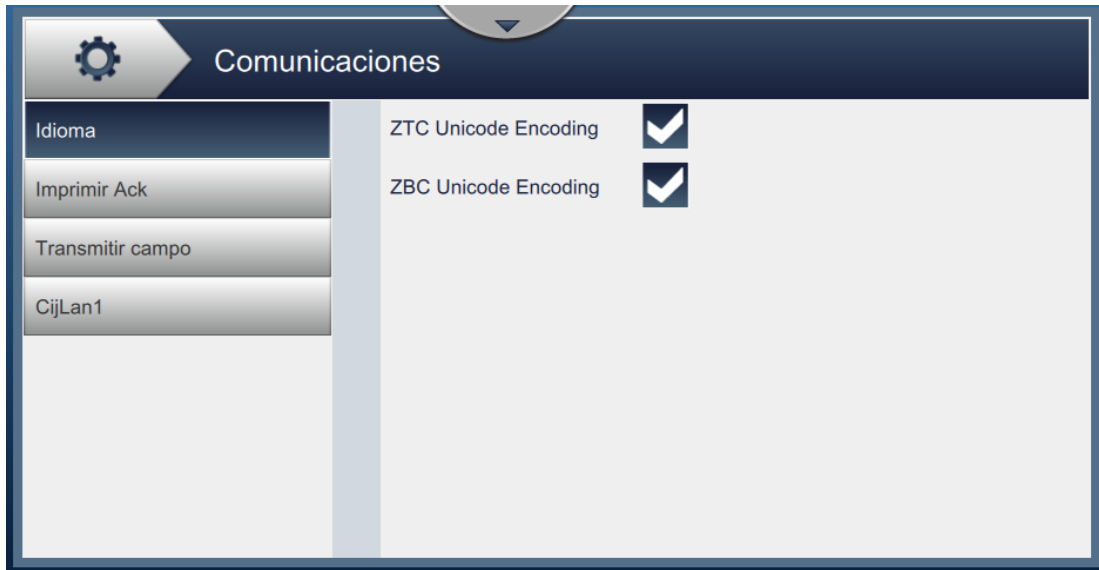 Comunicaciones
Idioma
ZTC Unicode Encoding
Imprimir Ack
ZBC Unicode Encoding
Transmitir campo
CijLan1